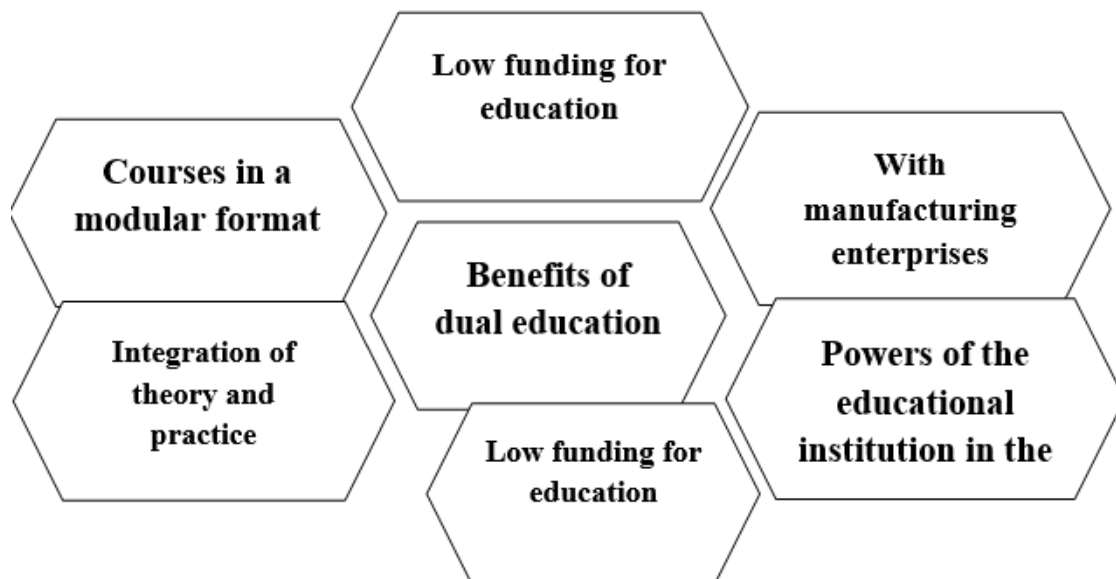 Low funding for
education
Courses in a
modular format
With
manufacturing
enterprises
Benefits of
dual education
Integration of
theory and
practice
Powers of the
educational
institution in the
Low funding for
education